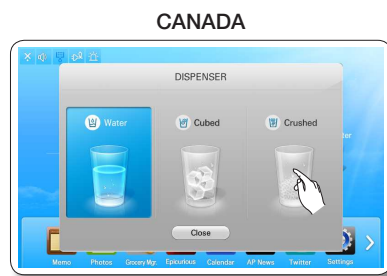 CANADA
DISPENSER
Water Cubed Crushed
Close
Memo Photos Grocery Mgr. Epicurious Calendar AP News Twitter Settings